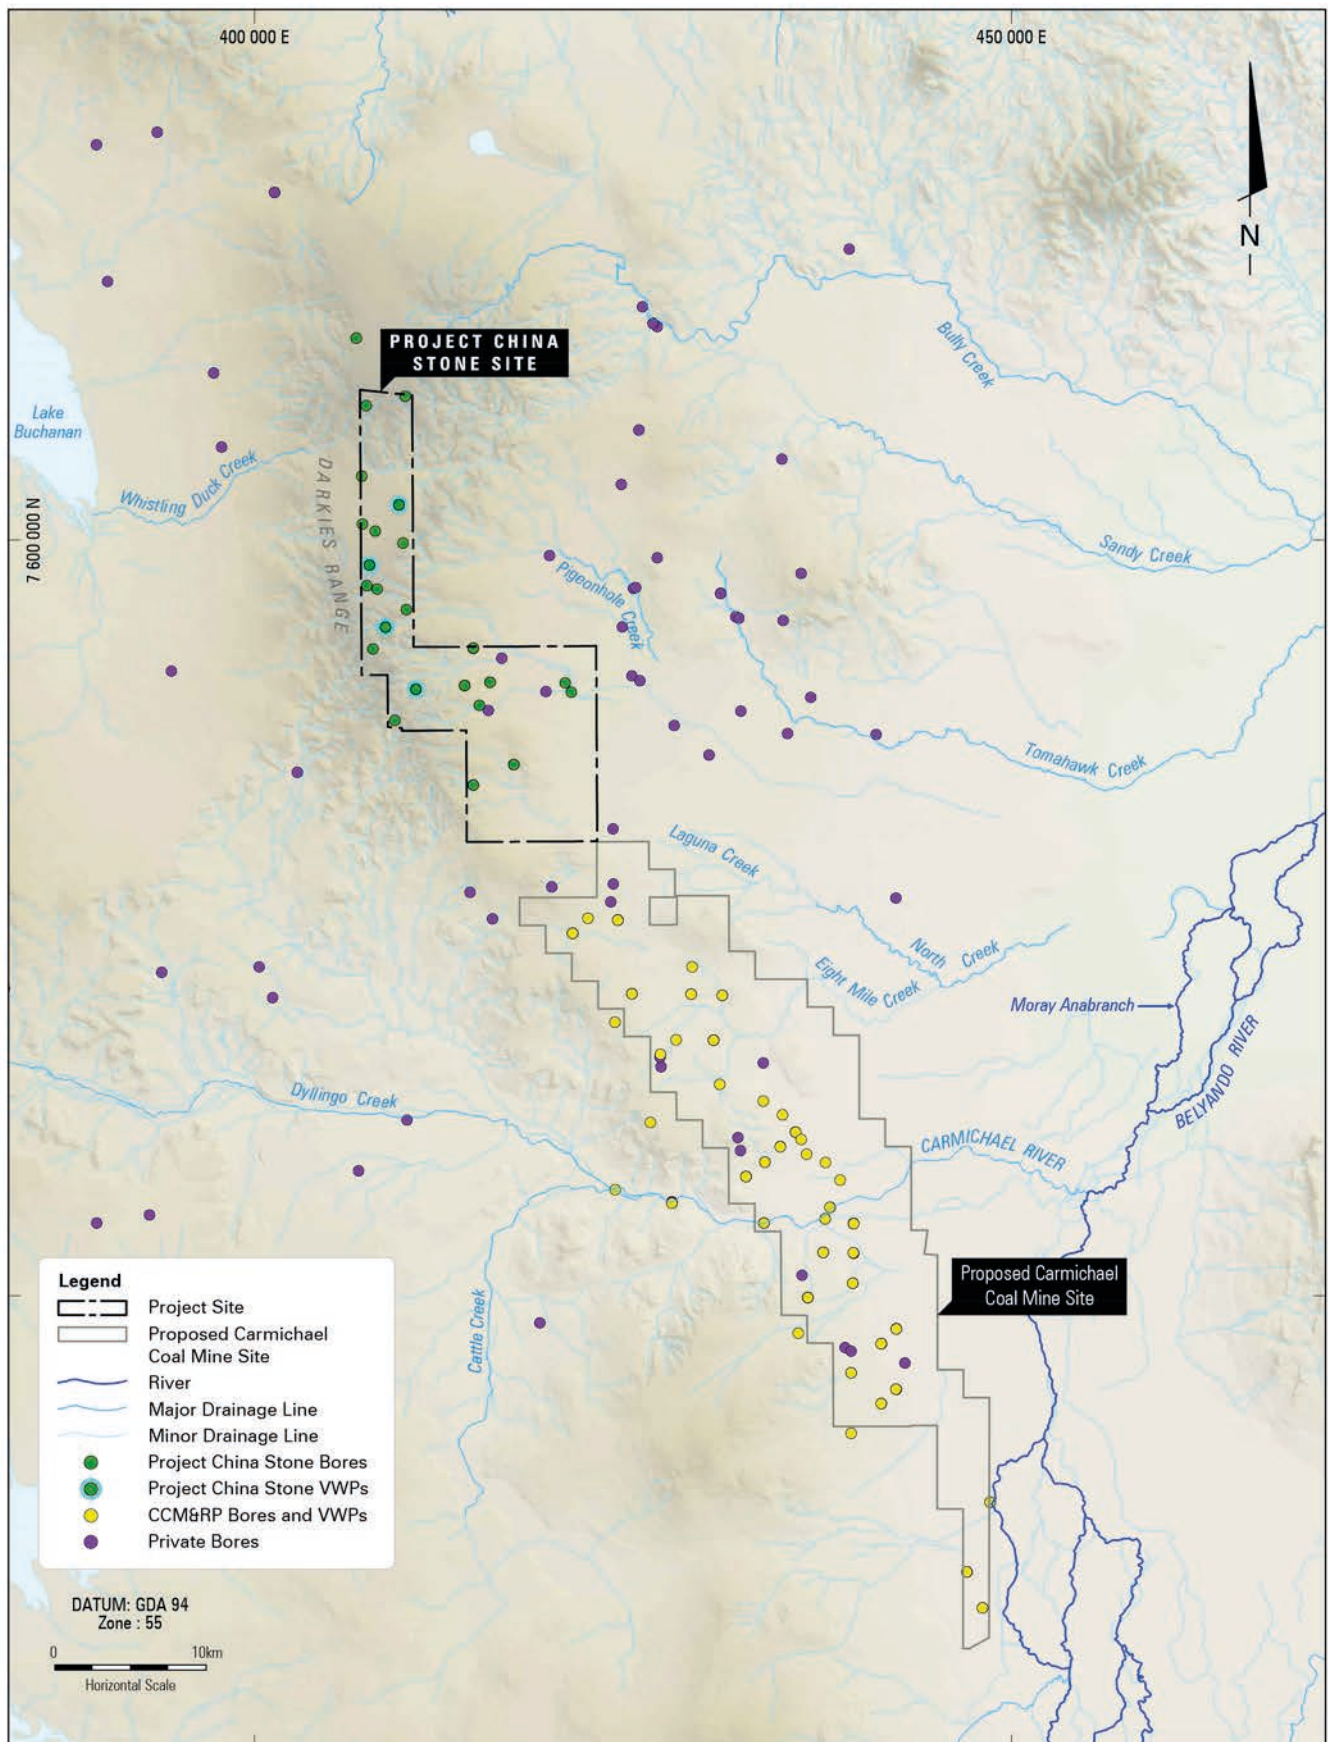 400 000 E
450 000 E
N
Bully Creek
PROJECT CHINA
STONE SITE
Lake
Buchanan
Whistling Duck Creek
DARKIES RANGE
7 600 000 N
Sandy Creek
Pigeonhole Creek
Tomahawk Creek
Laguna Creek
North Creek
Eight Mile Creek
Moray Anabranch
BELYANDO RIVER
Dyllingo Creek
CARMICHAEL RIVER
Cattle Creek
Proposed Carmichael
Coal Mine Site
Legend
Project Site
Proposed Carmichael
Coal Mine Site
River
Major Drainage Line
Minor Drainage Line
Project China Stone Bores
Project China Stone VWPs
CCM&RP Bores and VWPs
Private Bores
DATUM: GDA 94
Zone : 55
0 10km
Horizontal Scale